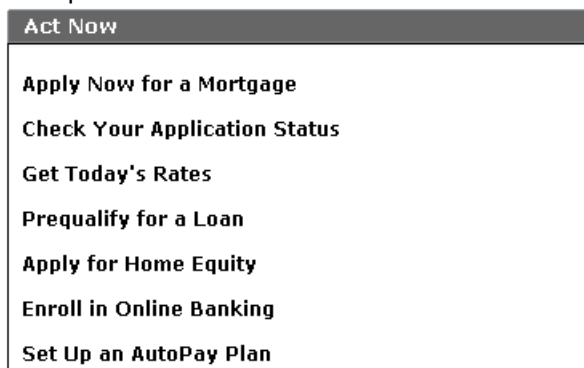 Act Now
Apply Now for a Mortgage
Check Your Application Status
Get Today's Rates
Prequalify for a Loan
Apply for Home Equity
Enroll in Online Banking
Set Up an AutoPay Plan